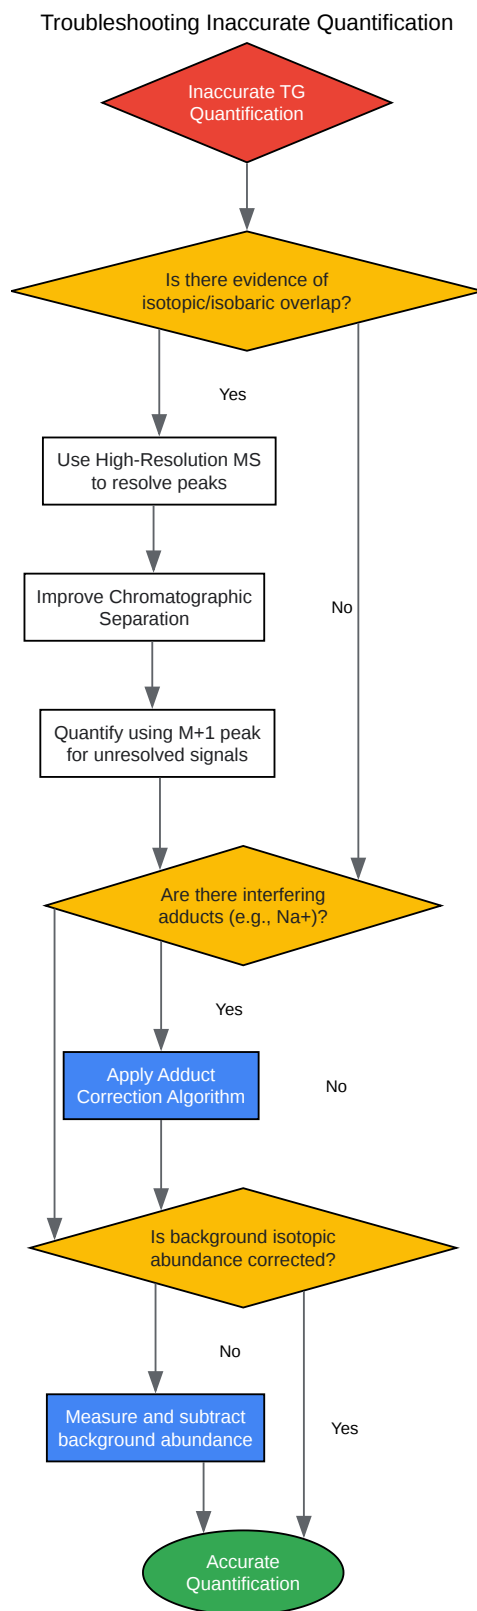 Troubleshooting Inaccurate Quantification
Inaccurate TG
Quantification
Is there evidence of
isotopic/isobaric overlap?
Yes
Use High-Resolution MS
to resolve peaks
Improve Chromatographic
Separation
No
Quantify using M+1 peak
for unresolved signals
Are there interfering
adducts (e.g., Na+)?
Yes
Apply Adduct
Correction Algorithm
No
Is background isotopic
abundance corrected?
No
Measure and subtract
background abundance
Yes
Accurate
Quantification